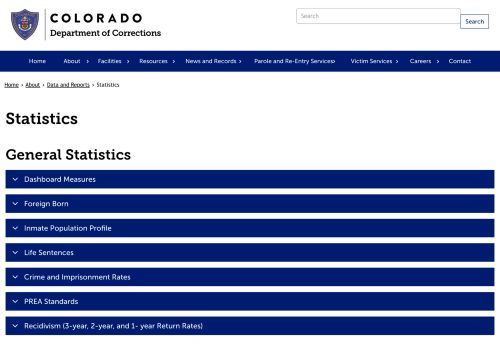 COLORADO
Department of Corrections
Search
Search
Home About Facilities Resources News and Records Parole and Re-Entry Services Victim Services Careers Contact
Home › About › Data and Reports › Statistics
Statistics
General Statistics
Dashboard Measures
Foreign Born
Inmate Population Profile
Life Sentences
Crime and Imprisonment Rates
PREA Standards
Recidivism (3-year, 2-year, and 1- year Return Rates)